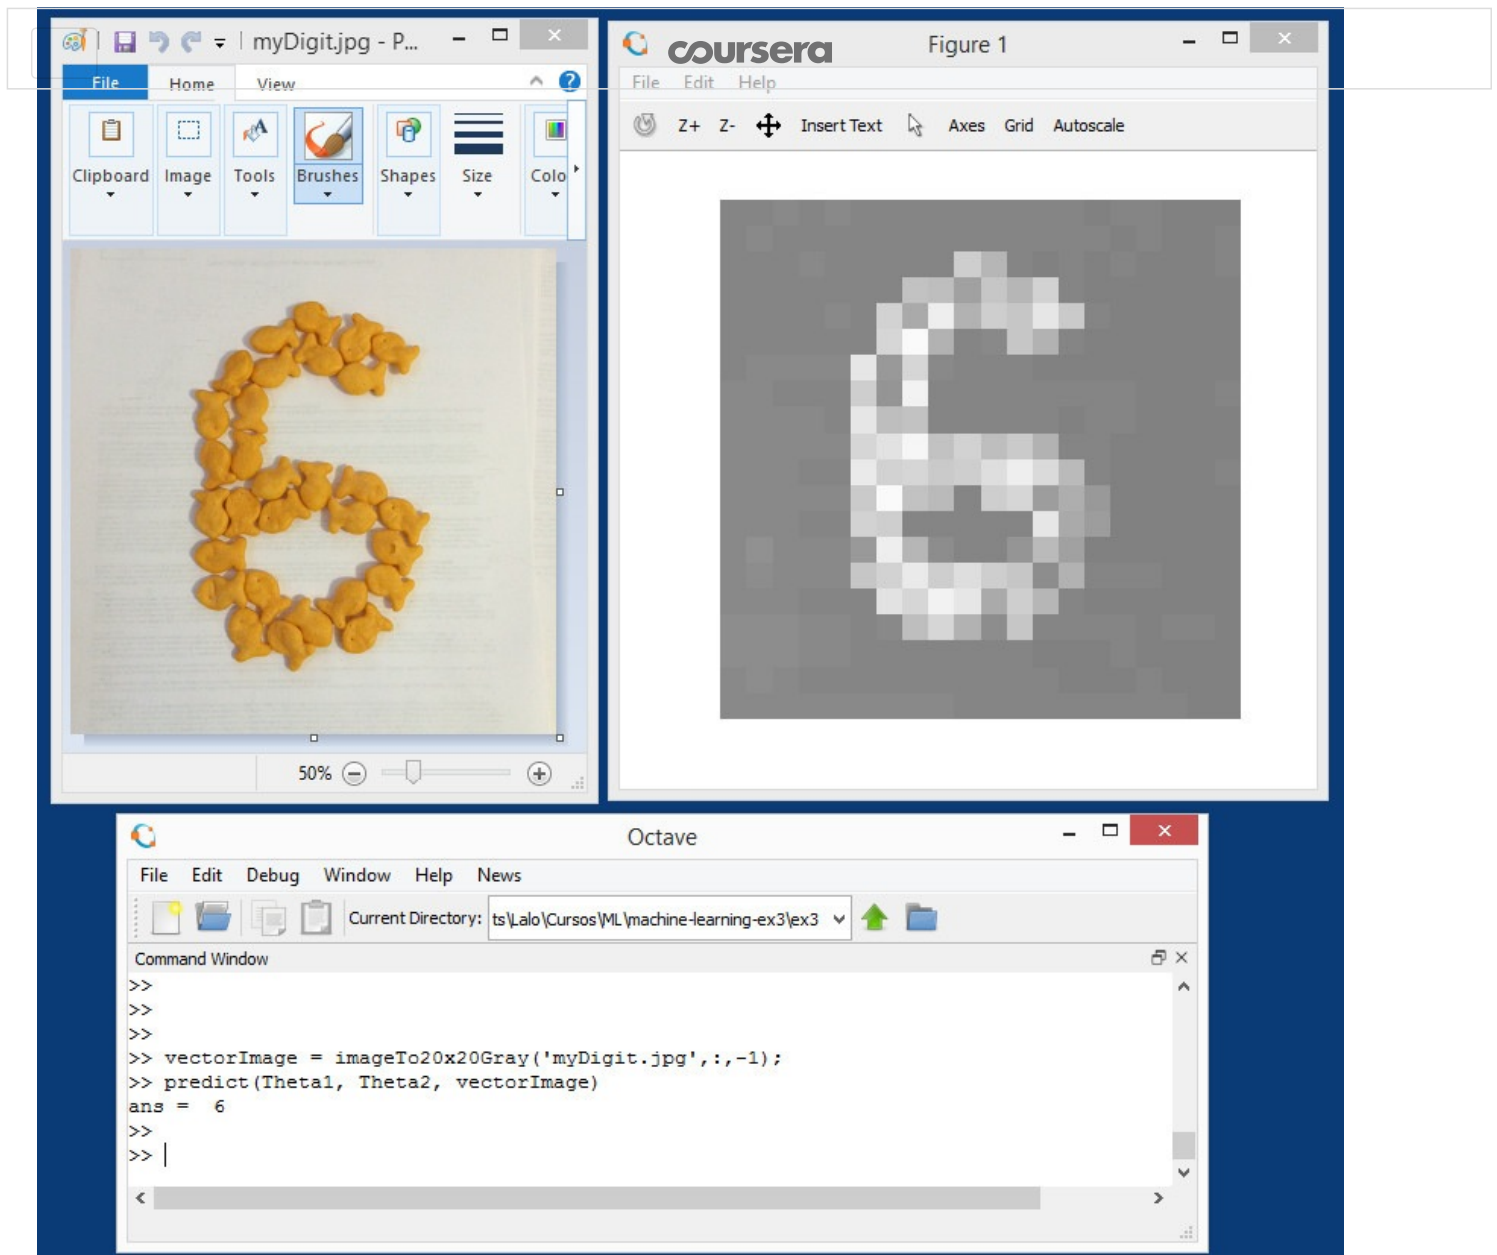 myDigit.jpg - P...
File Home View
Clipboard Image Tools Brushes Shapes Size Colo
50%
coursera
Figure 1
File Edit Help
Z+ Z- Insert Text Axes Grid Autoscale
Octave
File Edit Debug Window Help News
Current Directory: ts\Lalo\Cursos\ML\machine-learning-ex3\ex3
Command Window
>>
>>
>>
>> vectorImage = imageTo20x20Gray('myDigit.jpg',:,-1);
>> predict(Theta1, Theta2, vectorImage)
ans = 6
>>
>>